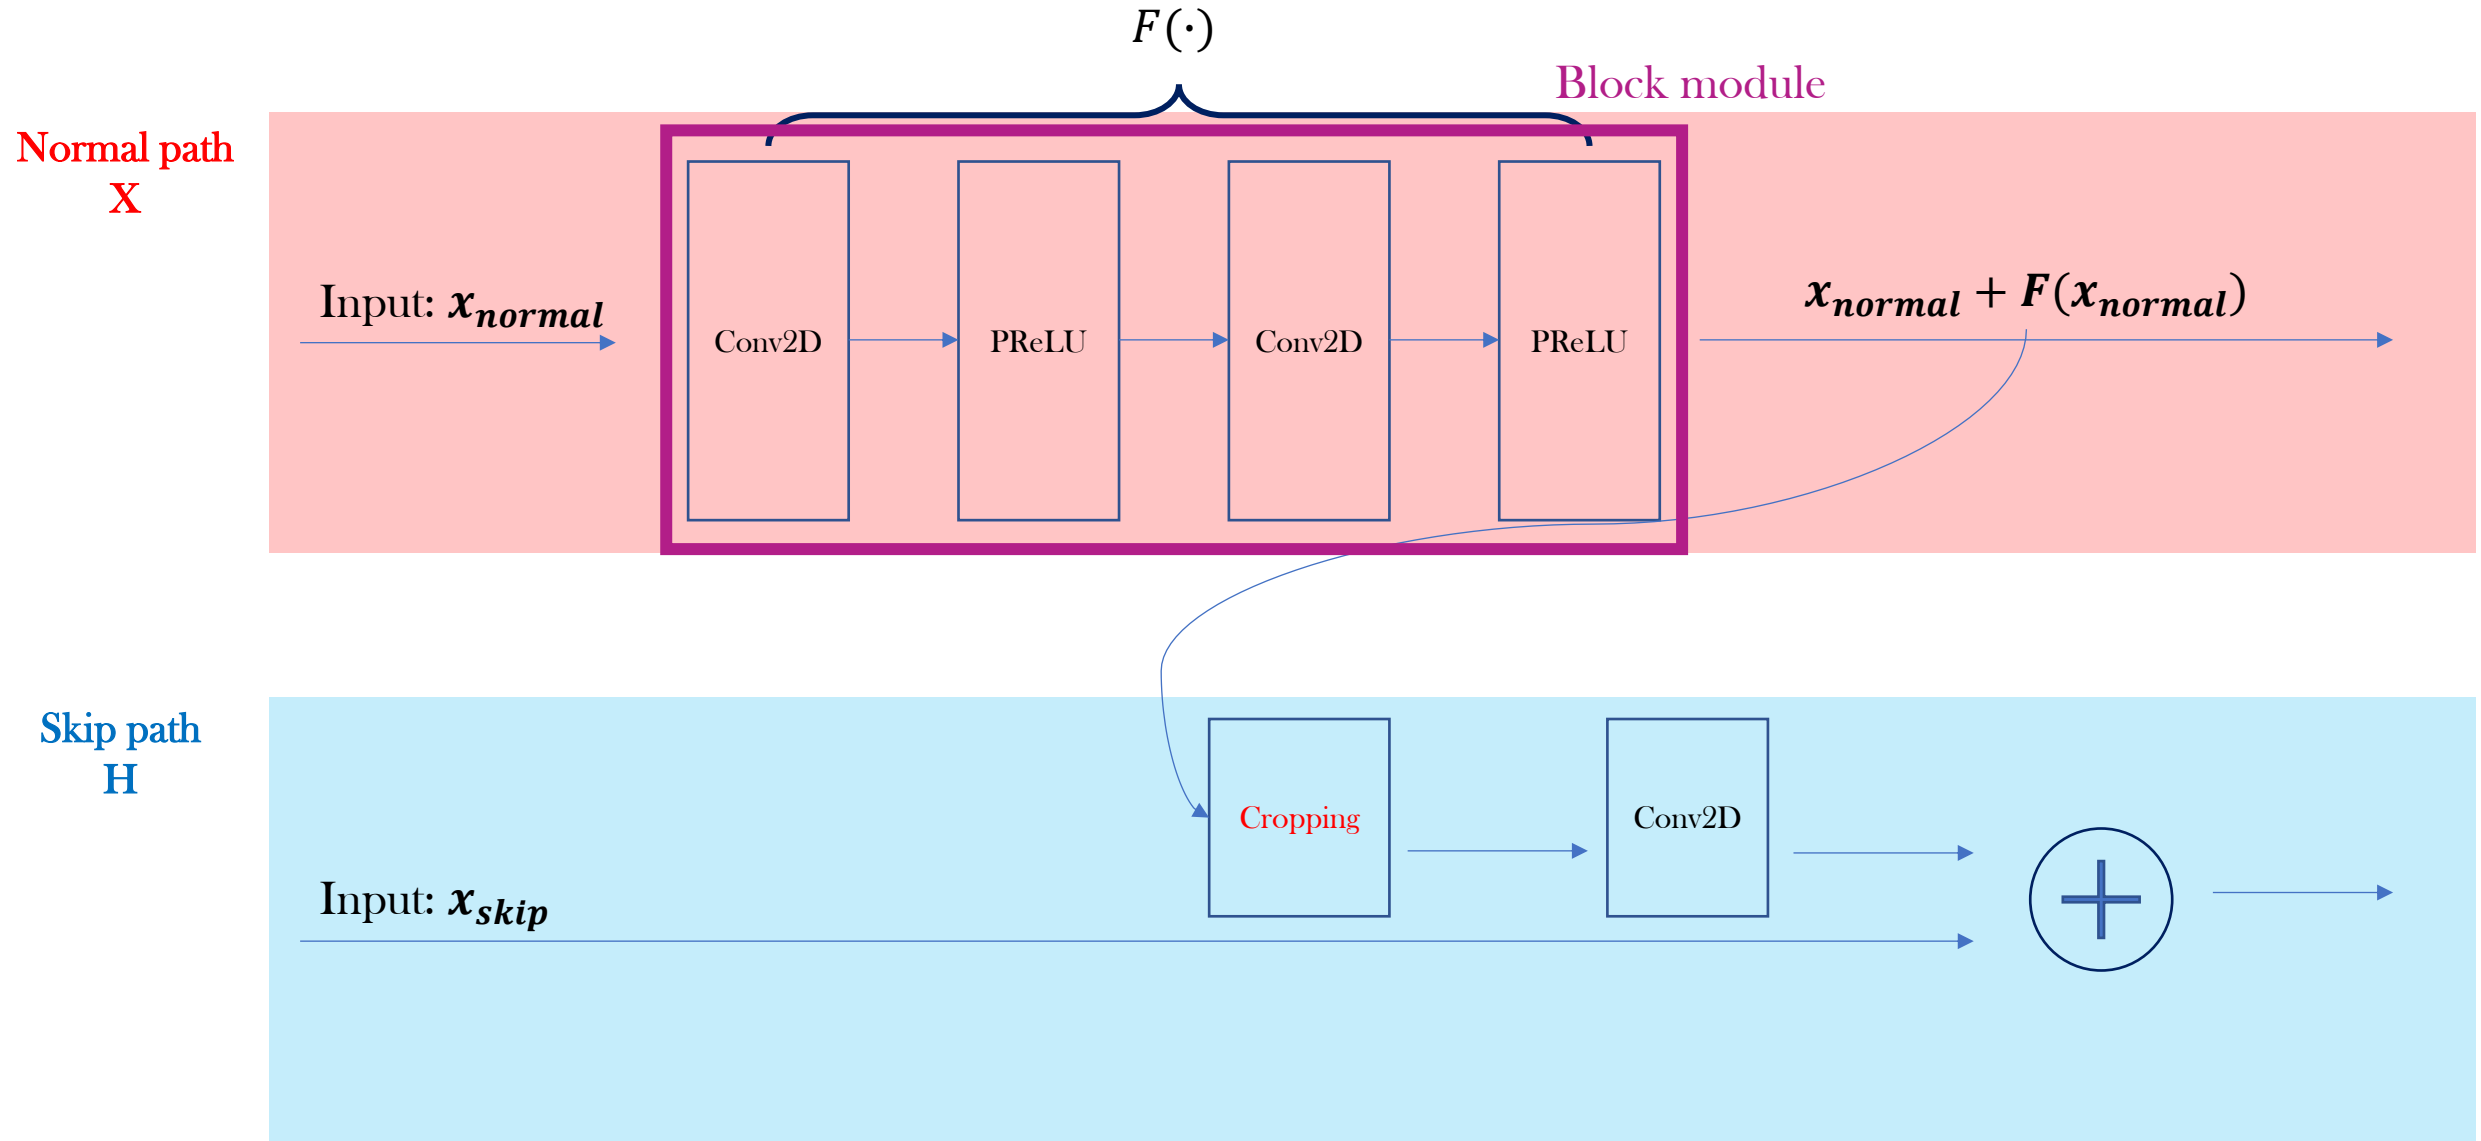 F(·)
Block module
Normal path
X
Input: x_normal
Conv2D
PReLU
Conv2D
PReLU
x_normal + F(x_normal)
Skip path
H
Cropping
Conv2D
Input: x_skip
+